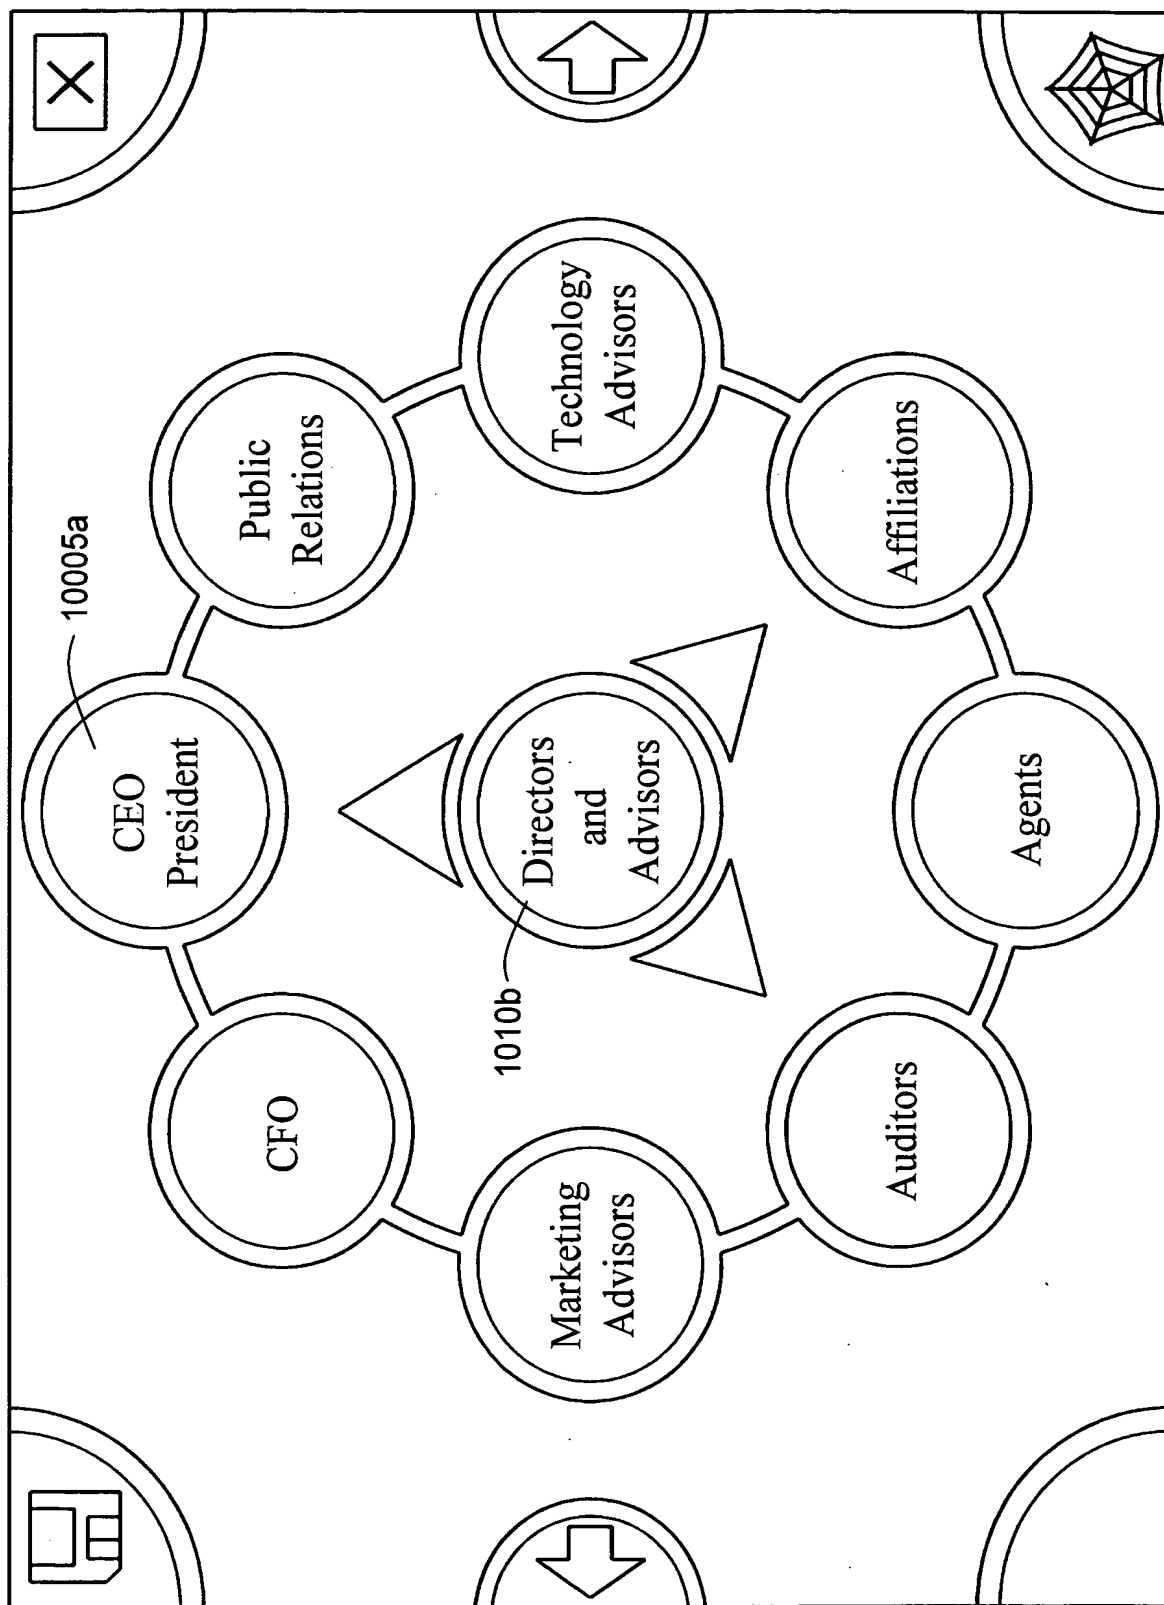 10005a
CEO
President
CFO
Public
Relations
1010b
Marketing
Advisors
Directors
and
Advisors
Technology
Advisors
Auditors
Affiliations
Agents